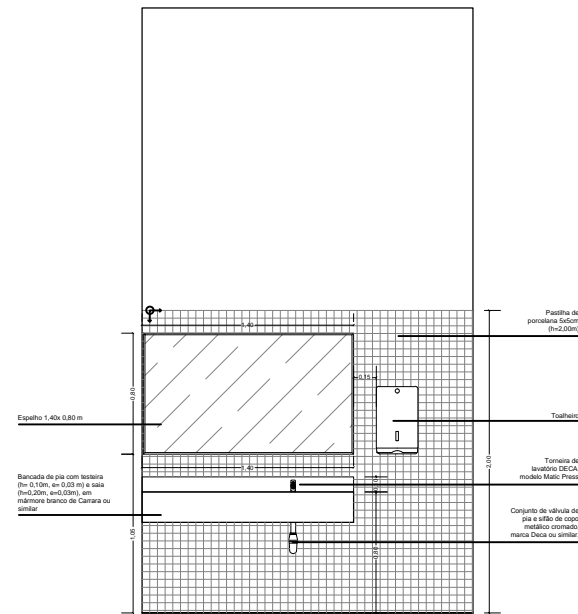 1,40
0,80
0,15
Pastilha de
porcelana 5x5cm
(h=2,00m)
Espelho 1,40x 0,80 m
Toalheiro
1,40
2,00
Bancada de pia com testeira
(h= 0,10m, e= 0,03 m) e saia
(h=0,20m, e=0,03m), em
mármore branco de Carrara ou
similar
Torneira de
lavatório DECA,
modelo Matic Press
1,05
0,80
Conjunto de válvula de
pia e sifão de copo
metálico cromado,
marca Deca ou similar.